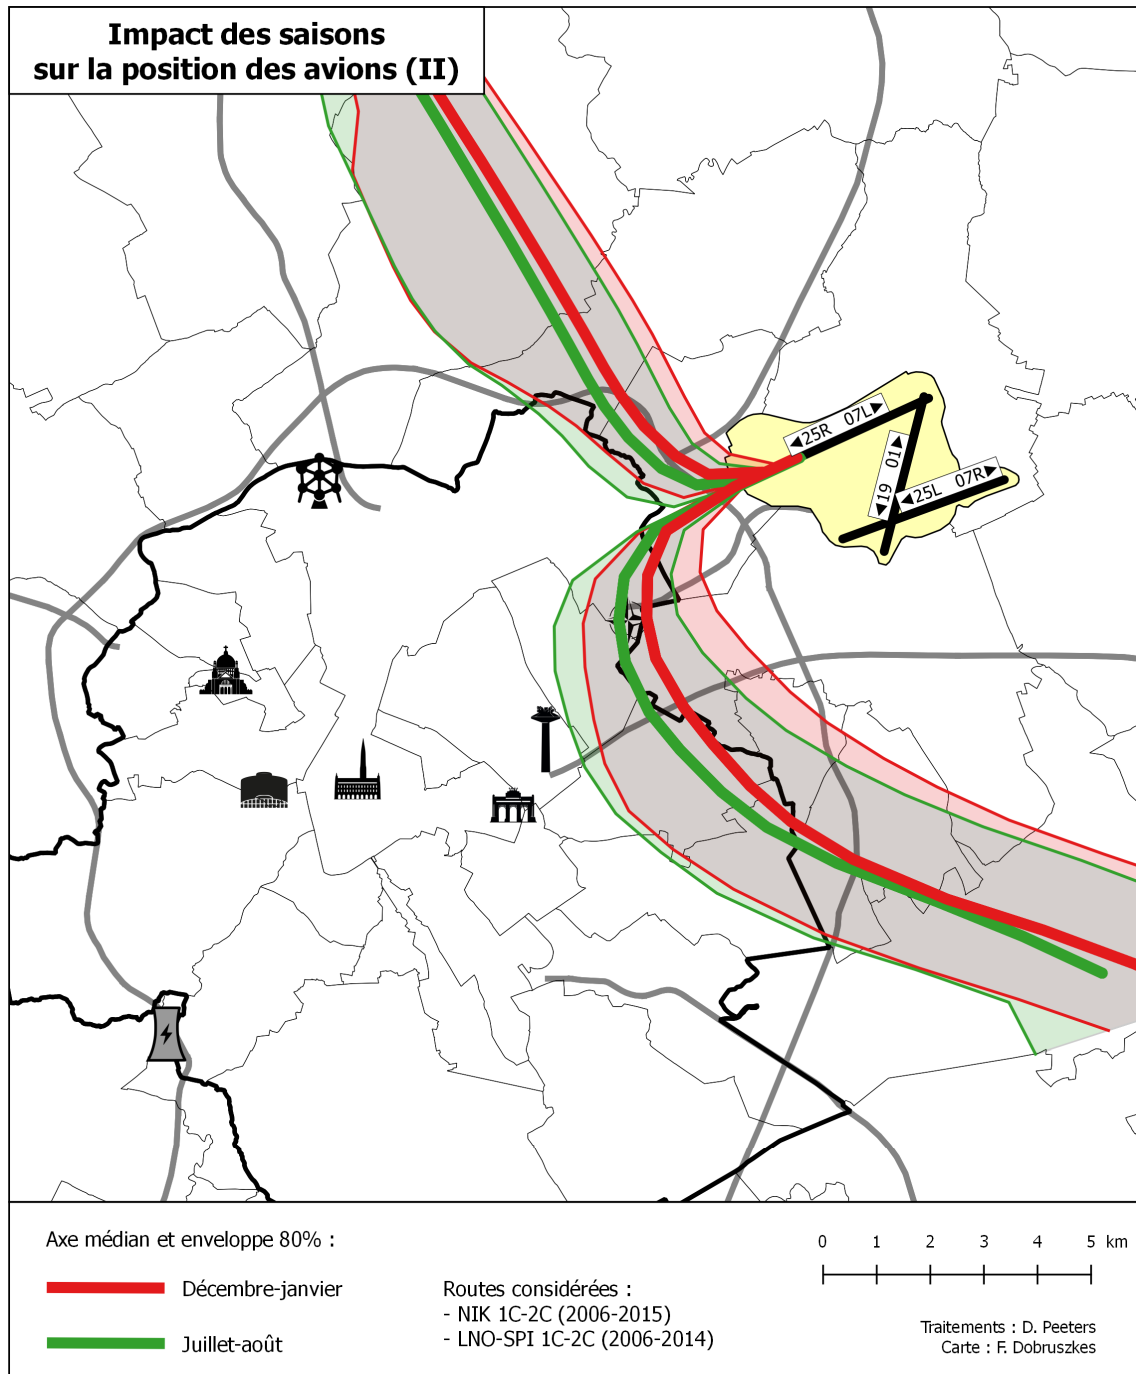 Impact des saisons
sur la position des avions (II)
◀25R 07L▶
◀19 01▶
◀25L 07R▶
Axe médian et enveloppe 80% :
Décembre-janvier
Juillet-août
Routes considérées :
- NIK 1C-2C (2006-2015)
- LNO-SPI 1C-2C (2006-2014)
0 1 2 3 4 5 km
Traitements : D. Peeters
Carte : F. Dobruszkes